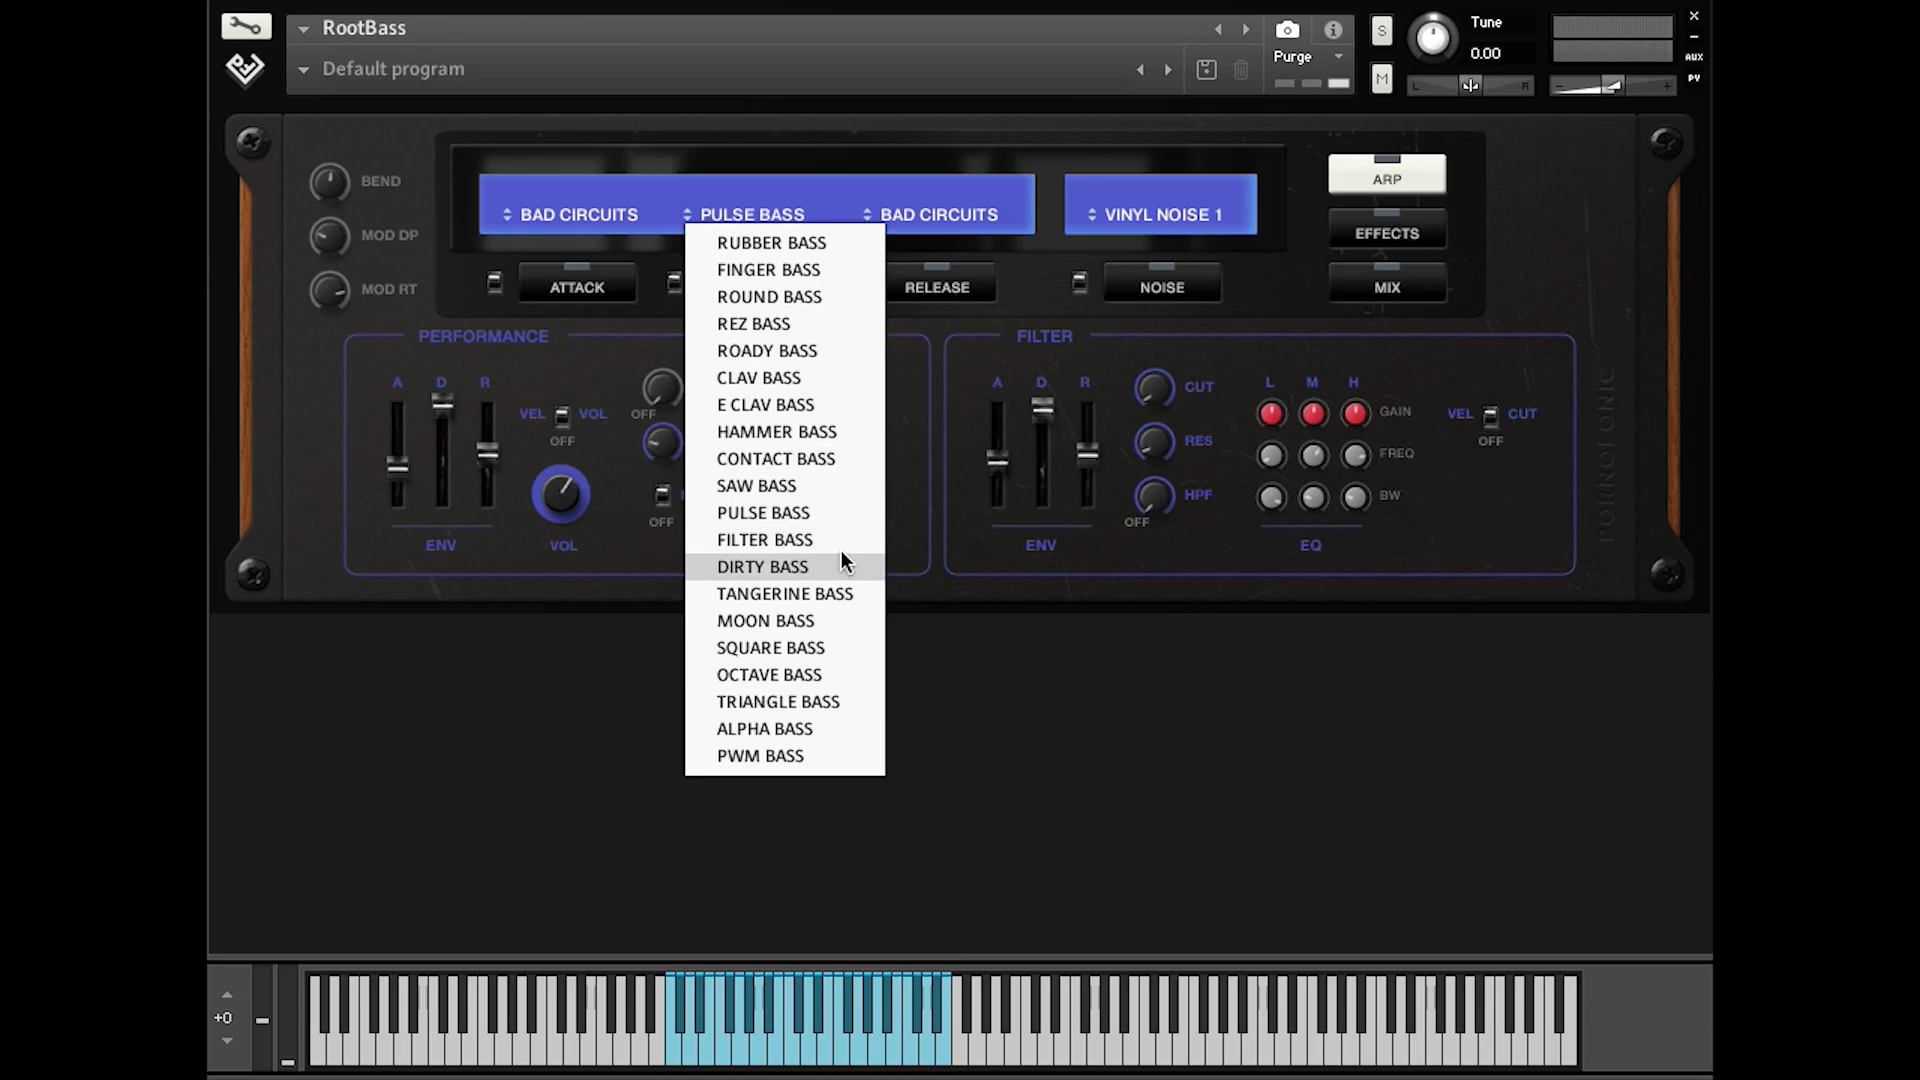 RootBass
Default program
Purge
S
M
Tune
0.00
L R
AUX
PV
BEND
MOD DP
MOD RT
BAD CIRCUITS
PULSE BASS
BAD CIRCUITS
VINYL NOISE 1
ARP
EFFECTS
MIX
ATTACK
RELEASE
NOISE
RUBBER BASS
FINGER BASS
ROUND BASS
REZ BASS
ROADY BASS
CLAV BASS
E CLAV BASS
HAMMER BASS
CONTACT BASS
SAW BASS
PULSE BASS
FILTER BASS
DIRTY BASS
TANGERINE BASS
MOON BASS
SQUARE BASS
OCTAVE BASS
TRIANGLE BASS
ALPHA BASS
PWM BASS
PERFORMANCE
A D R
VEL VOL
OFF
OFF
OFF
ENV
VOL
FILTER
A D R
CUT
RES
HPF
OFF
ENV
L M H
GAIN
FREQ
BW
EQ
VEL CUT
OFF
PORNOTONIC
+0